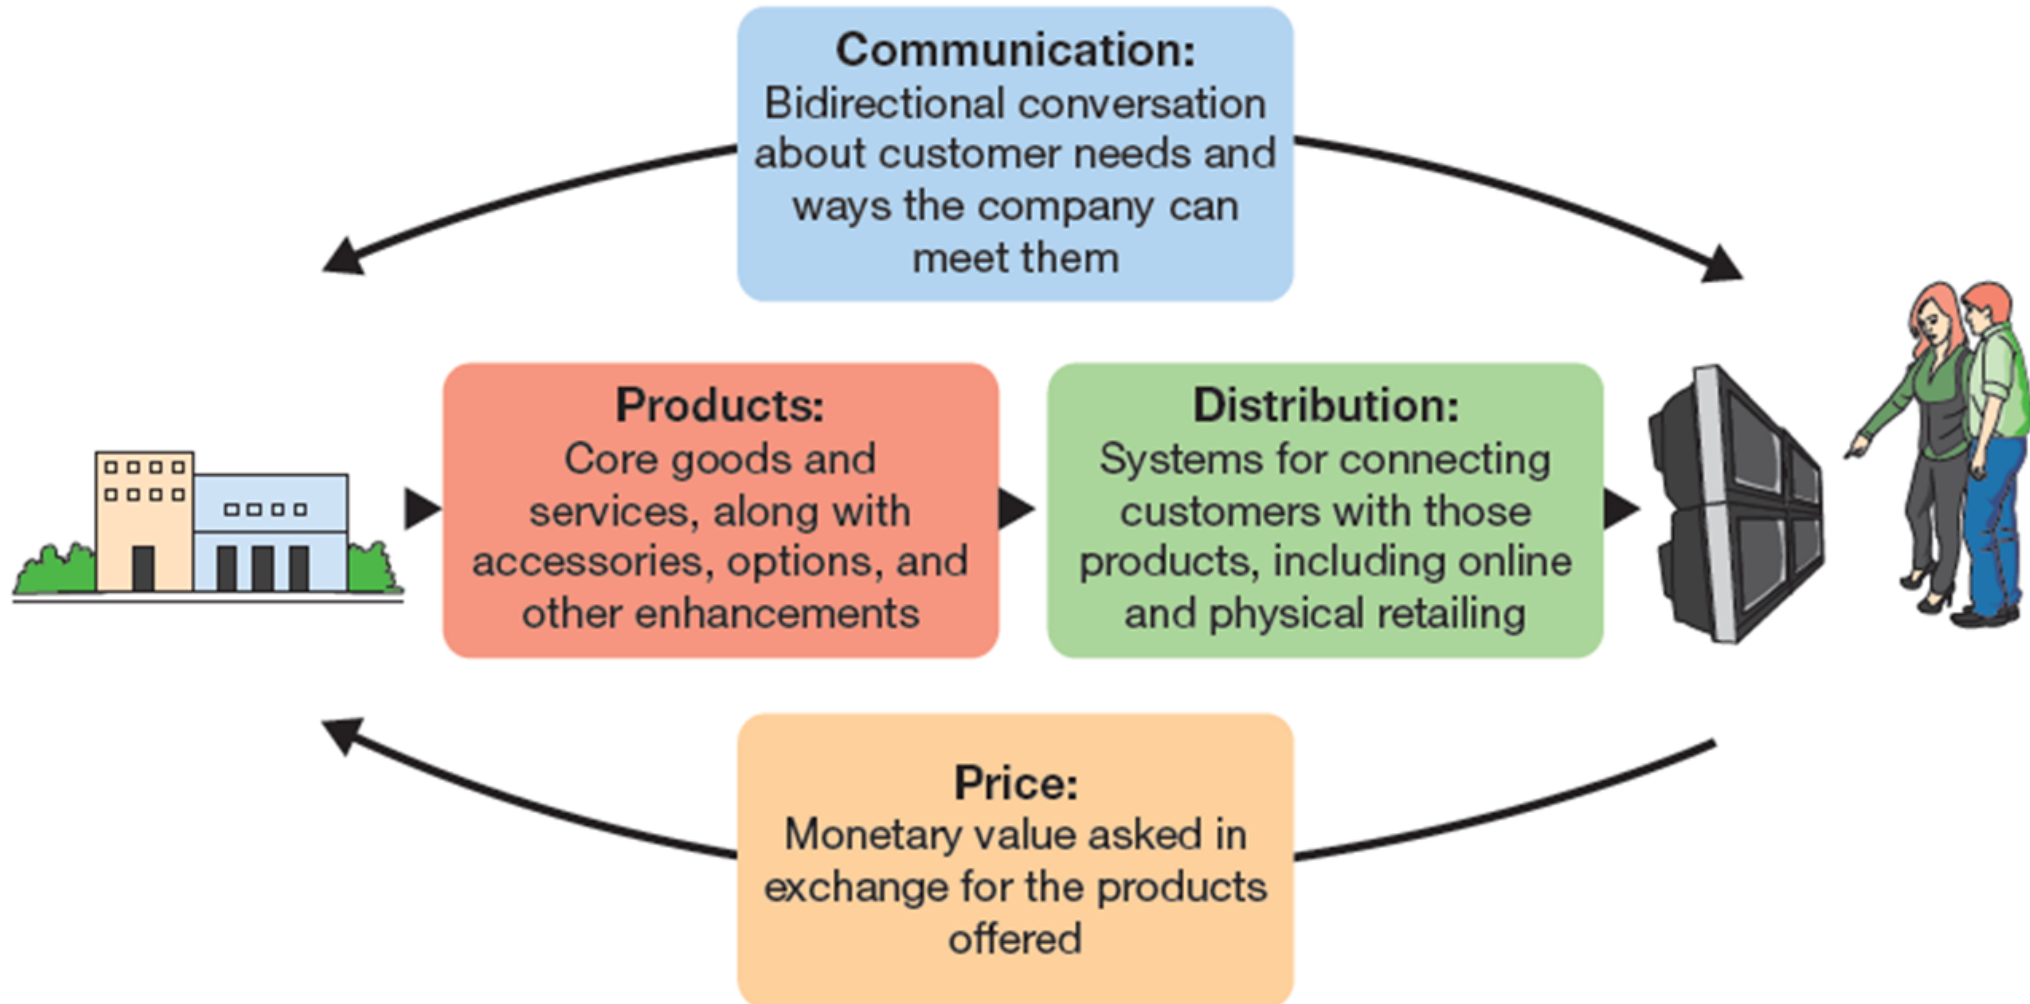 Communication:
Bidirectional conversation
about customer needs and
ways the company can
meet them
Products:
Core goods and
services, along with
accessories, options, and
other enhancements
Distribution:
Systems for connecting
customers with those
products, including online
and physical retailing
Price:
Monetary value asked in
exchange for the products
offered